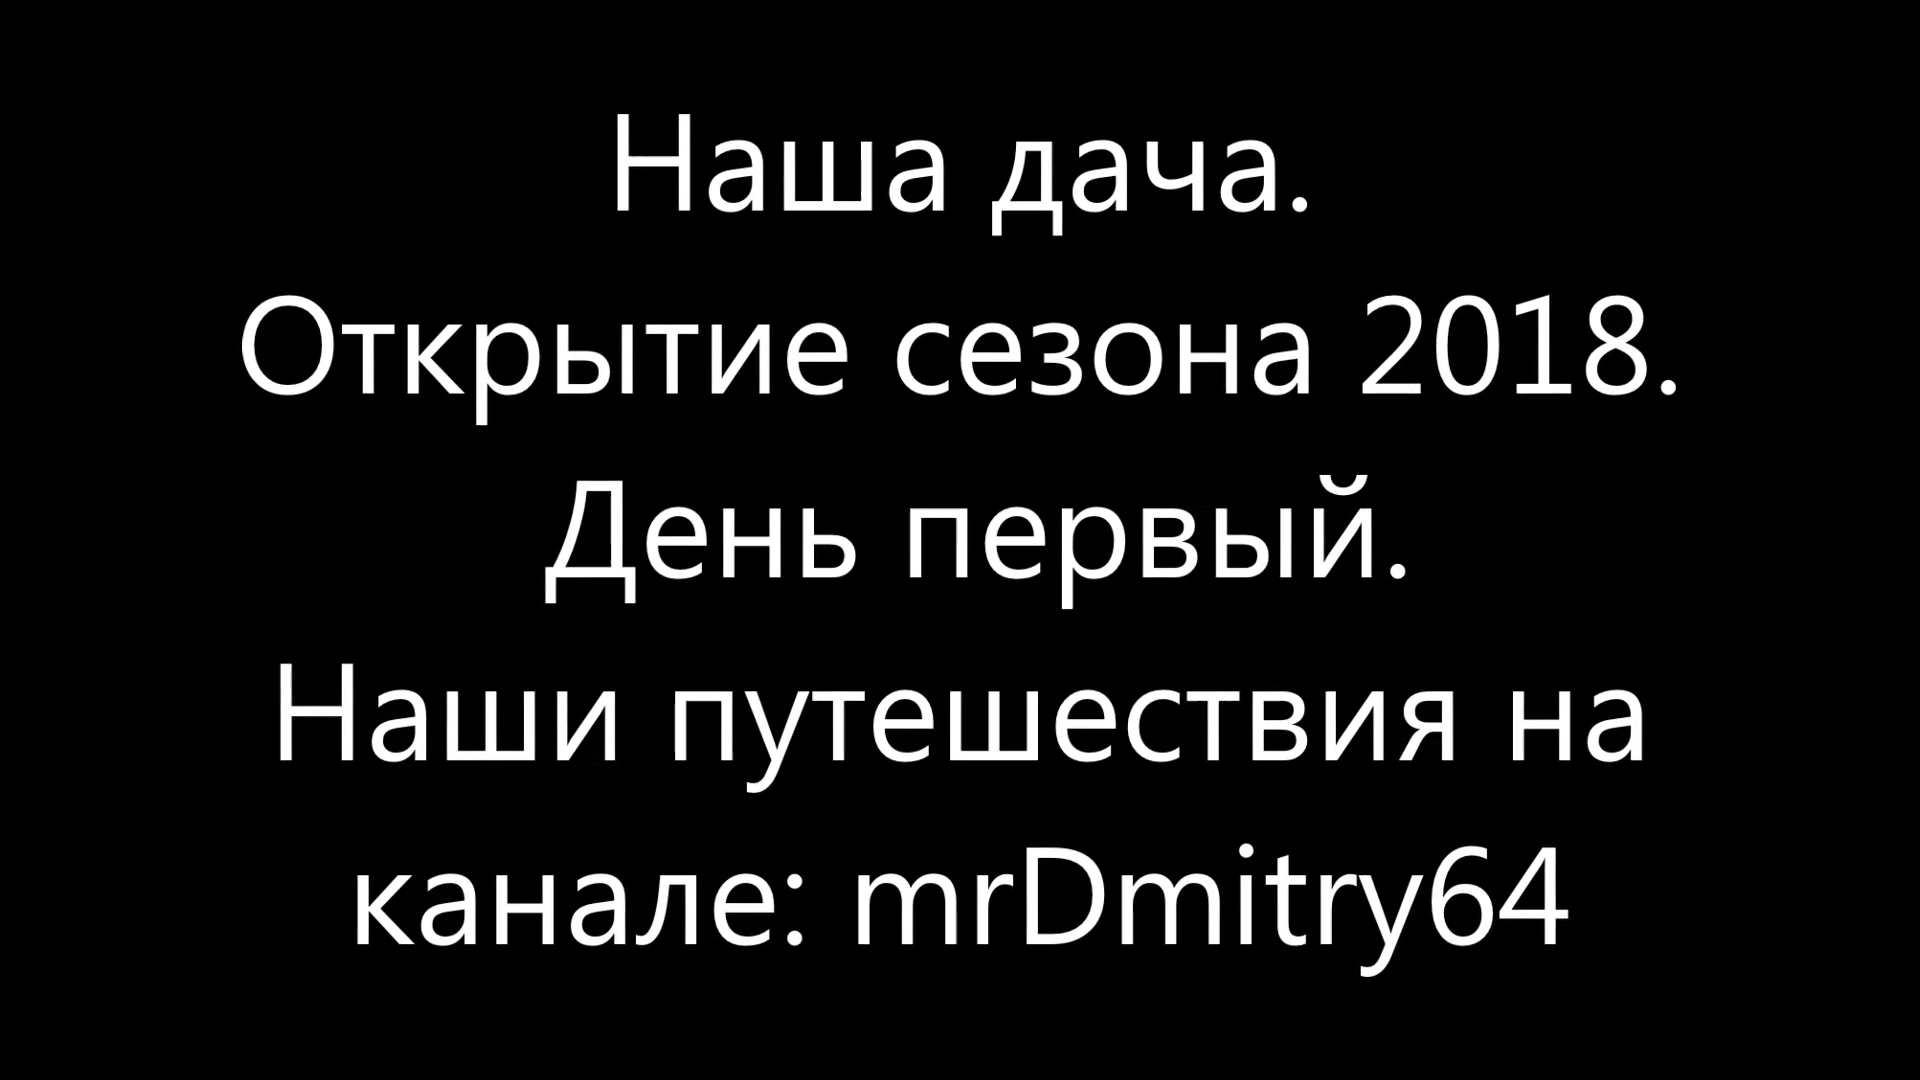 Наша дача.
Открытие сезона 2018.
День первый.
Наши путешествия на
канале: mrDmitry64